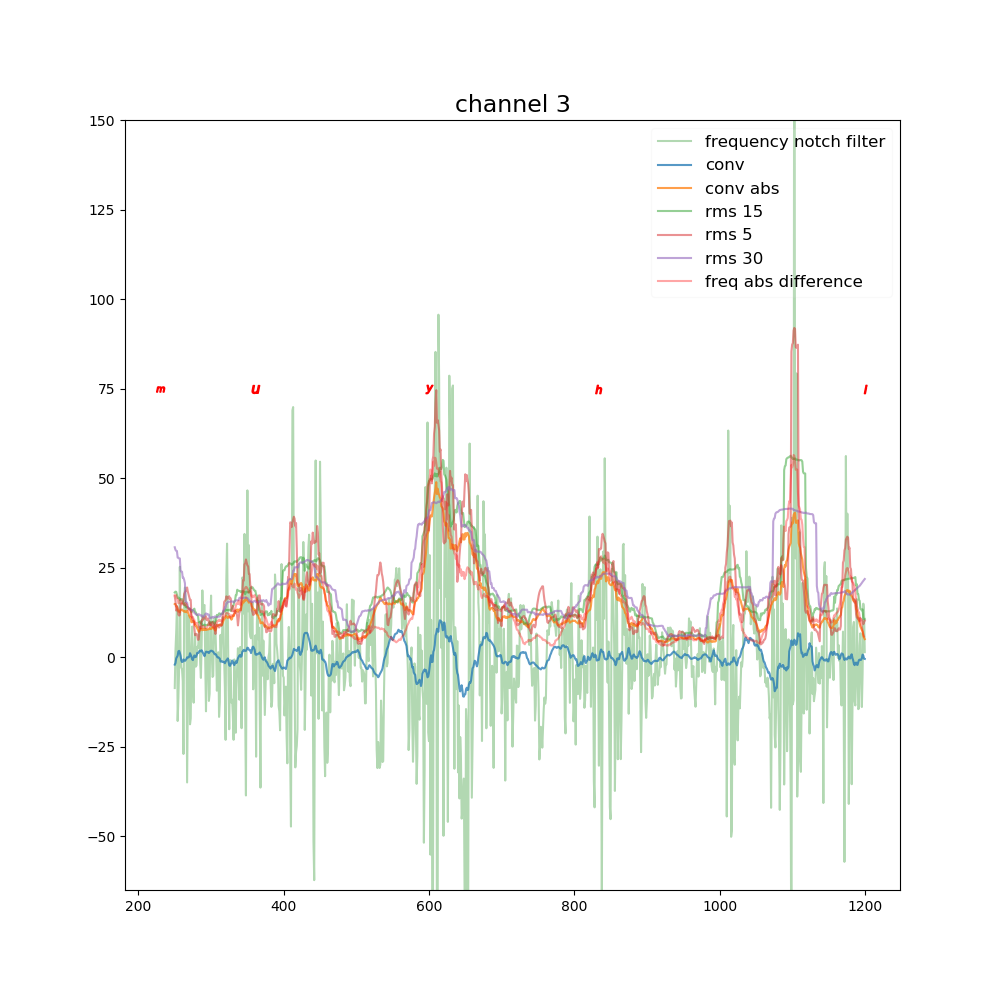 channel 3
150
125
100
75
50
25
0
−25
−50
frequency notch filter
conv
conv abs
rms 15
rms 5
rms 30
freq abs difference
m u y h l
200 400 600 800 1000 1200